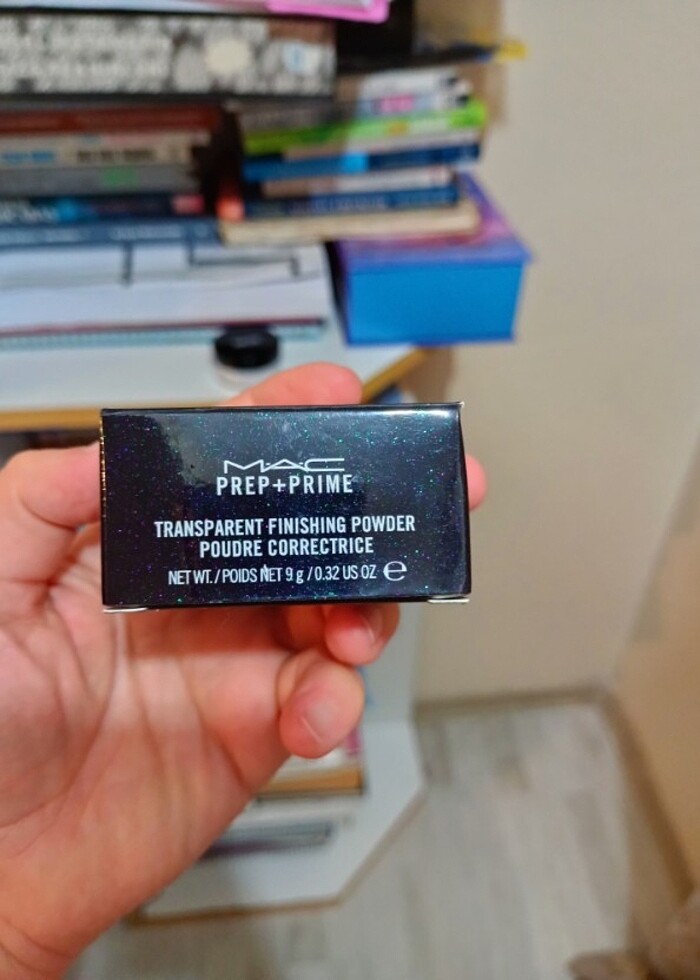 MAC
PREP+PRIME
TRANSPARENT FINISHING POWDER
POUDRE CORRECTRICE
NET WT./POIDS NET 9 g/0.32 US OZ ℮